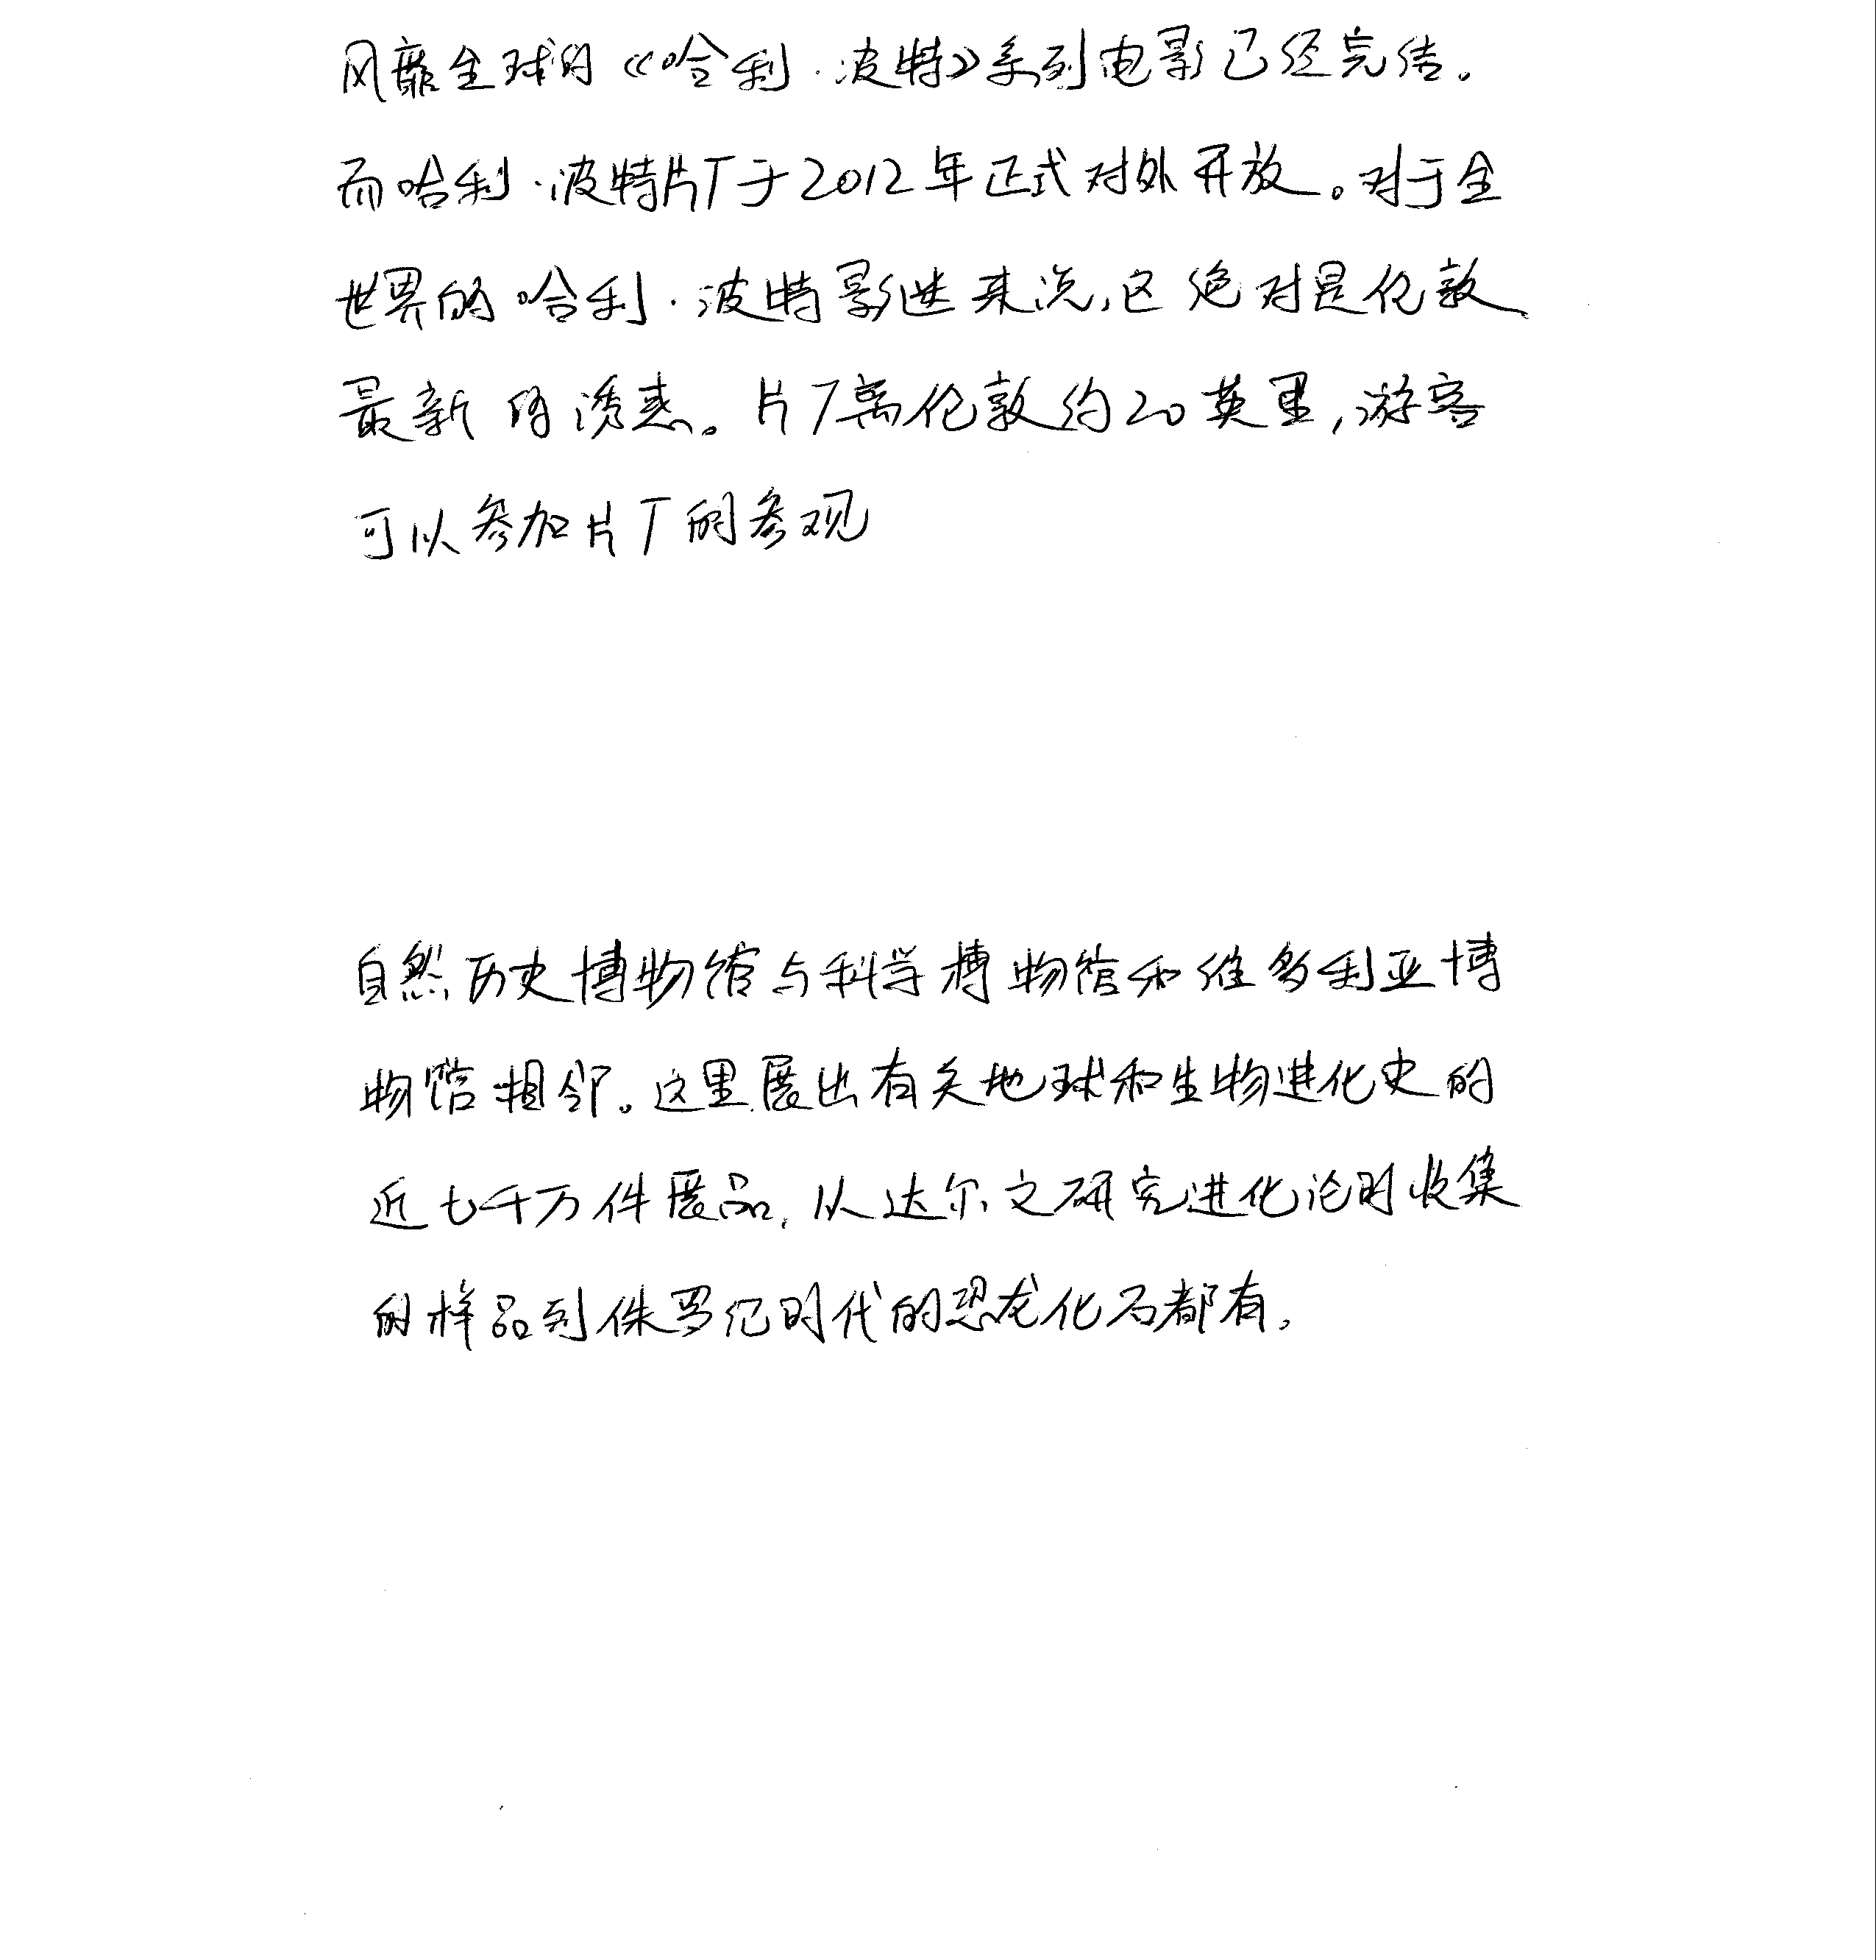 风靡全球的《哈利·波特》系列电影已经完结。
而哈利·波特片厂于2012年正式对外开放。对于全
世界的哈利·波特影迷来说,这绝对是伦敦
最新的诱惑。片厂离伦敦约20英里,游客
可以参加片厂的参观
自然历史博物馆与科学博物馆和维多利亚博
物馆相邻。这里展出有关地球和生物进化史的
近七千万件展品,从达尔文研究进化论时收集
的样品到侏罗纪时代的恐龙化石都有。